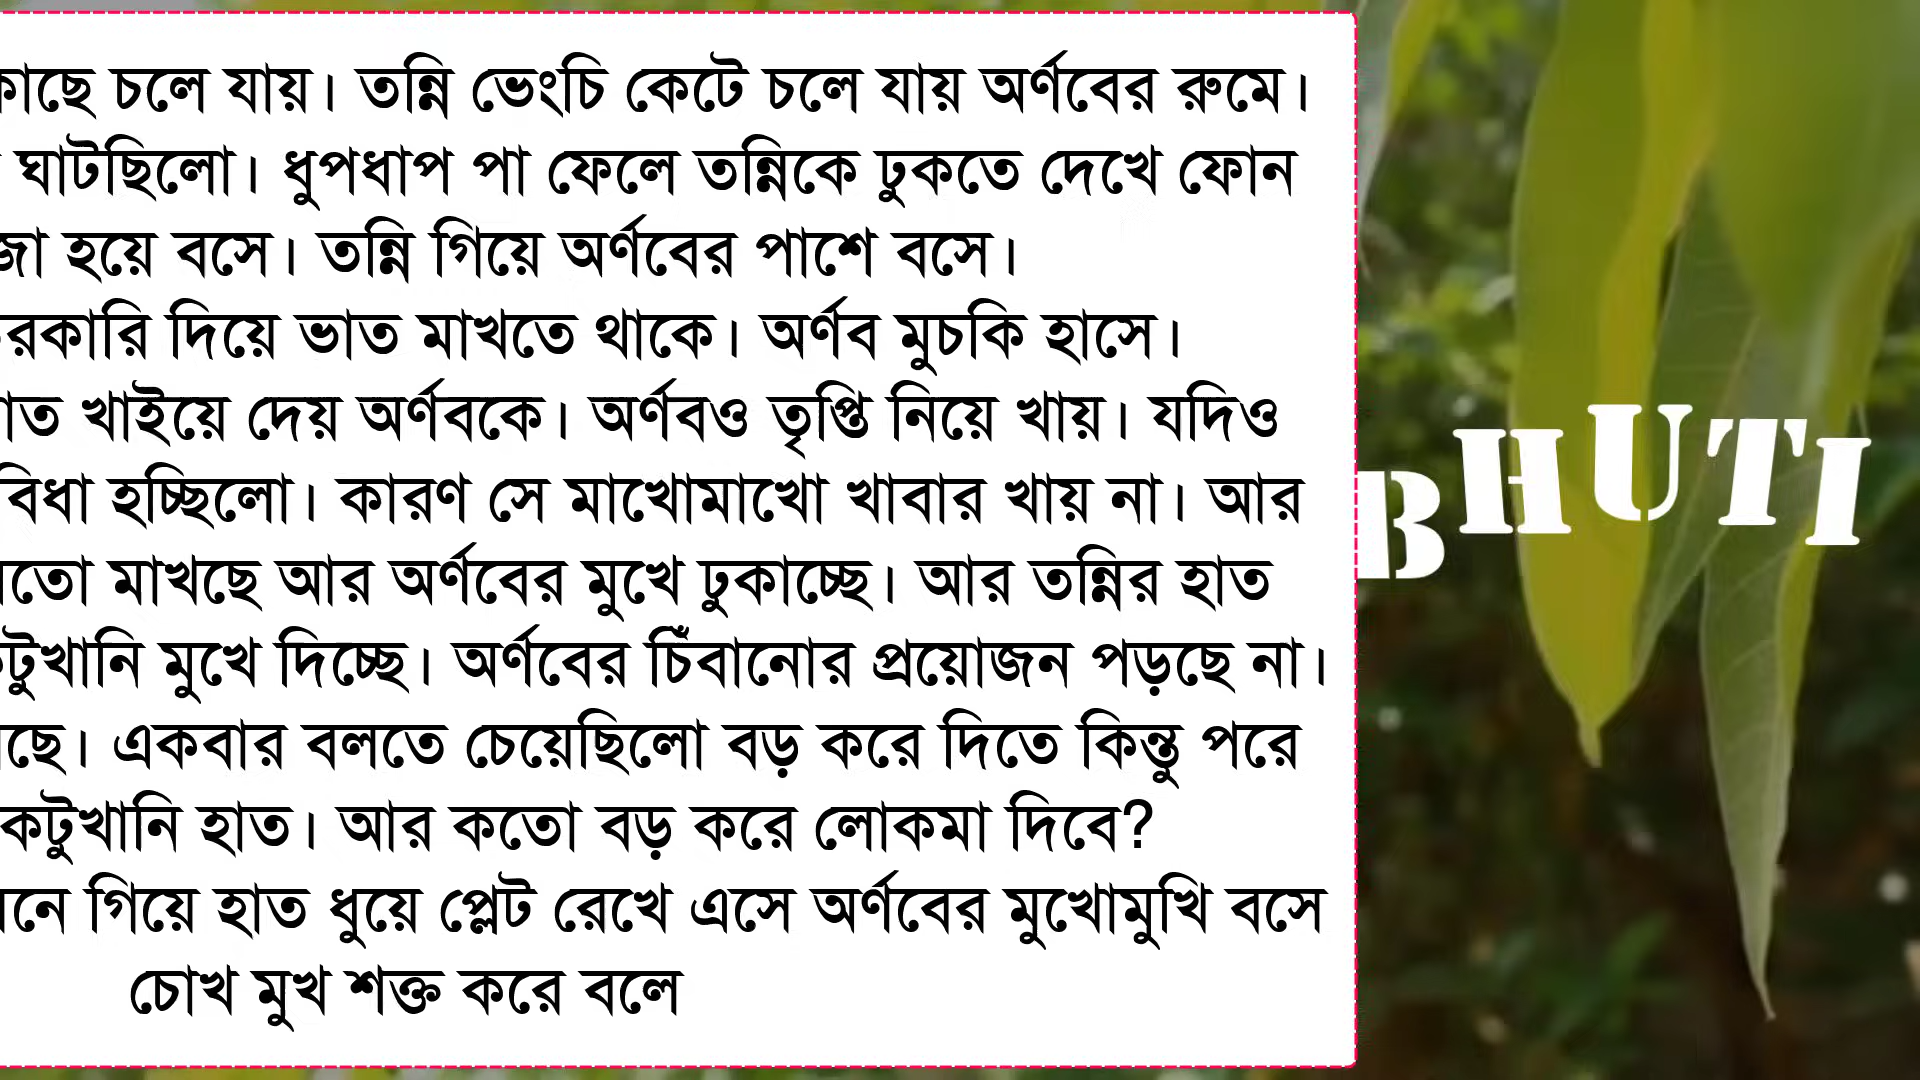 চলে যায়। তন্নি ভেংচি কেটে চলে যায় অর্ণবের রুমে।
ঘাটছিলো। ধুপধাপ পা ফেলে তন্নিকে ঢুকতে দেখে ফোন
হয়ে বসে। তন্নি গিয়ে অর্ণবের পাশে বসে।
রকারি দিয়ে ভাত মাখতে থাকে। অর্ণব মুচকি হাসে।
খাইয়ে দেয় অর্ণবকে। অর্ণবও তৃপ্তি নিয়ে খায়। যদিও
বিধা হচ্ছিলো। কারণ সে মাখোমাখো খাবার খায় না। আর
তো মাখছে আর অর্ণবের মুখে ঢুকাচ্ছে। আর তন্নির হাত
টুখানি মুখে দিচ্ছে। অর্ণবের চিঁবানোর প্রয়োজন পড়ছে না।
ছে। একবার বলতে চেয়েছিলো বড় করে দিতে কিন্তু পরে
কটুখানি হাত। আর কতো বড় করে লোকমা দিবে?
নে গিয়ে হাত ধুয়ে প্লেট রেখে এসে অর্ণবের মুখোমুখি বসে
চোখ মুখ শক্ত করে বলে
BHUTI